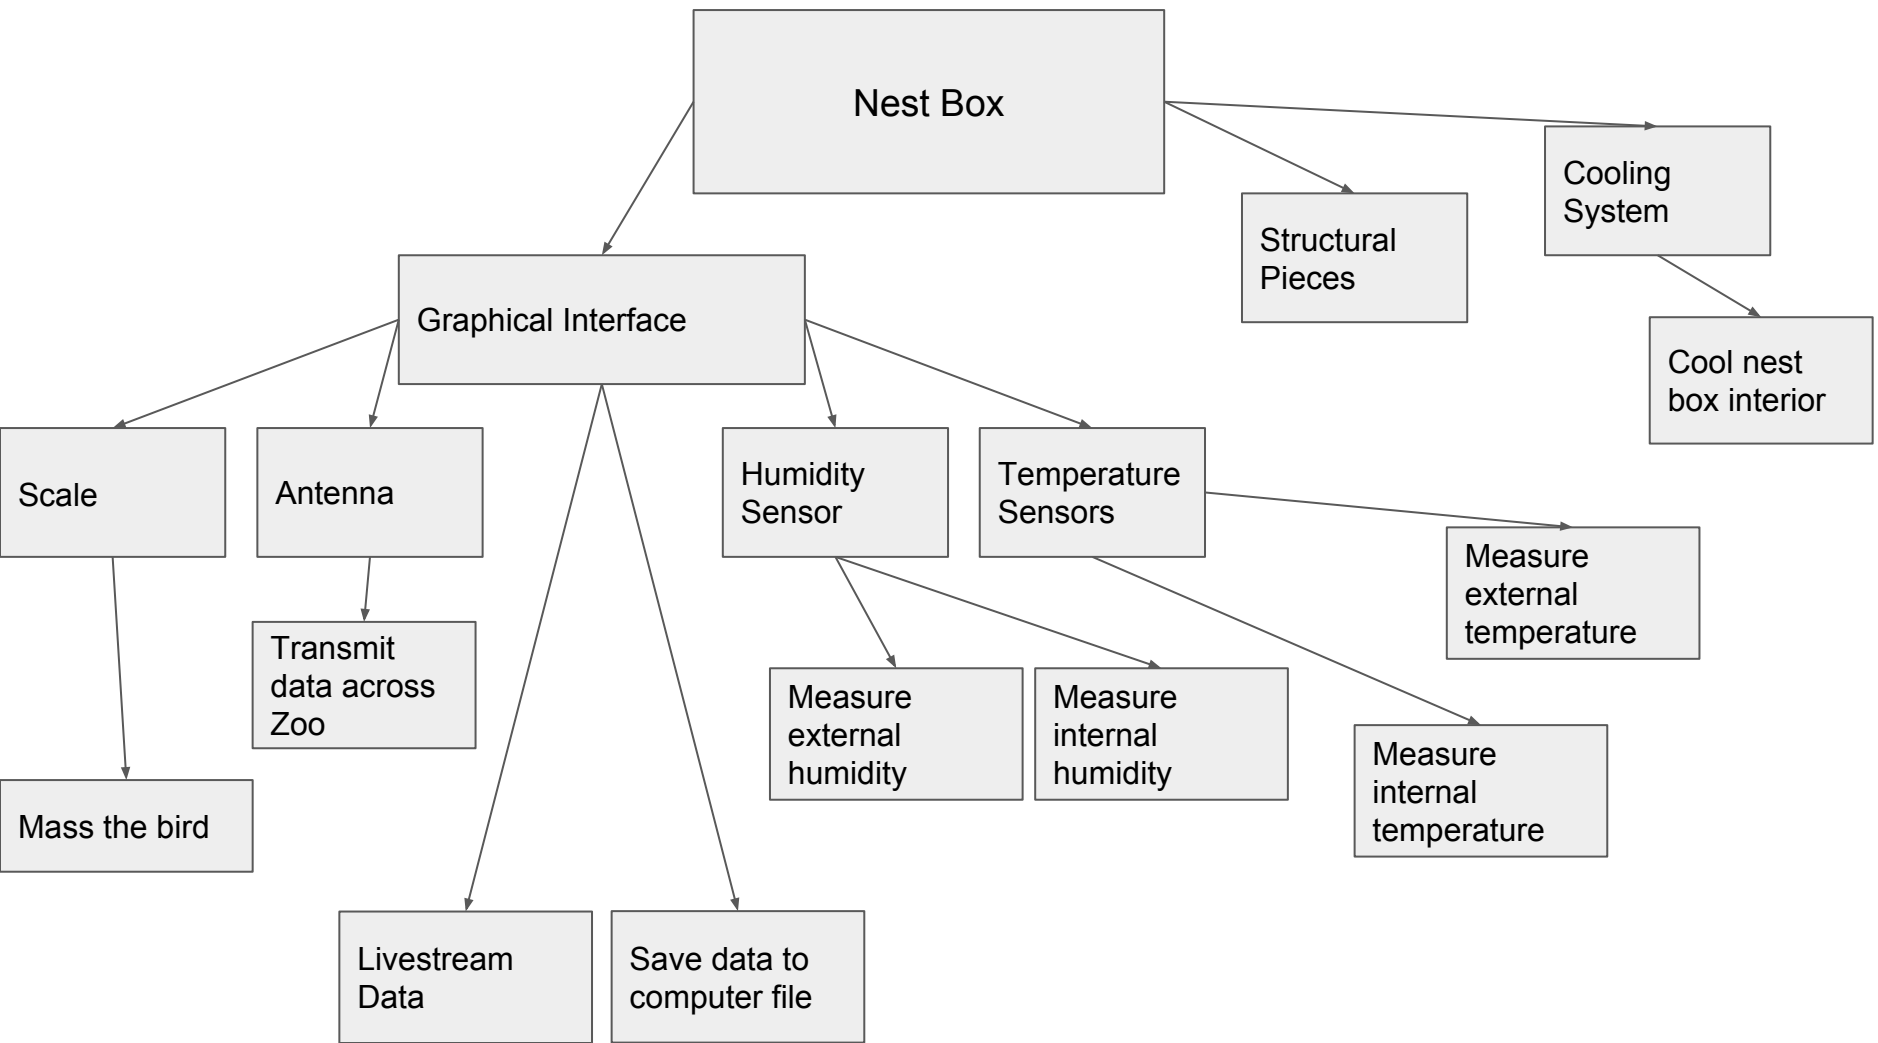 Nest Box
Cooling
System
Structural
Pieces
Graphical Interface
Cool nest
box interior
Scale
Antenna
Humidity
Sensor
Temperature
Sensors
Measure
external
temperature
Transmit
data across
Zoo
Measure
external
humidity
Measure
internal
humidity
Measure
internal
temperature
Mass the bird
Livestream
Data
Save data to
computer file